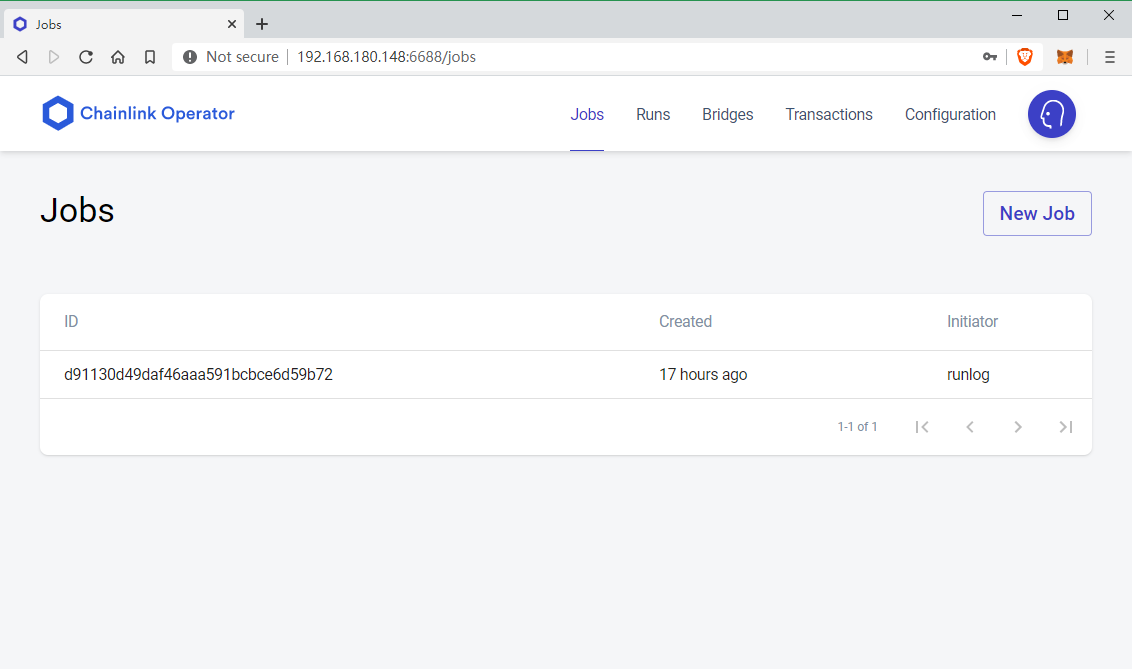 Jobs
Not secure 192.168.180.148:6688/jobs
Chainlink Operator Jobs Runs Bridges Transactions Configuration
Jobs New Job
ID Created Initiator
d91130d49daf46aaa591bcbce6d59b72 17 hours ago runlog
1-1 of 1